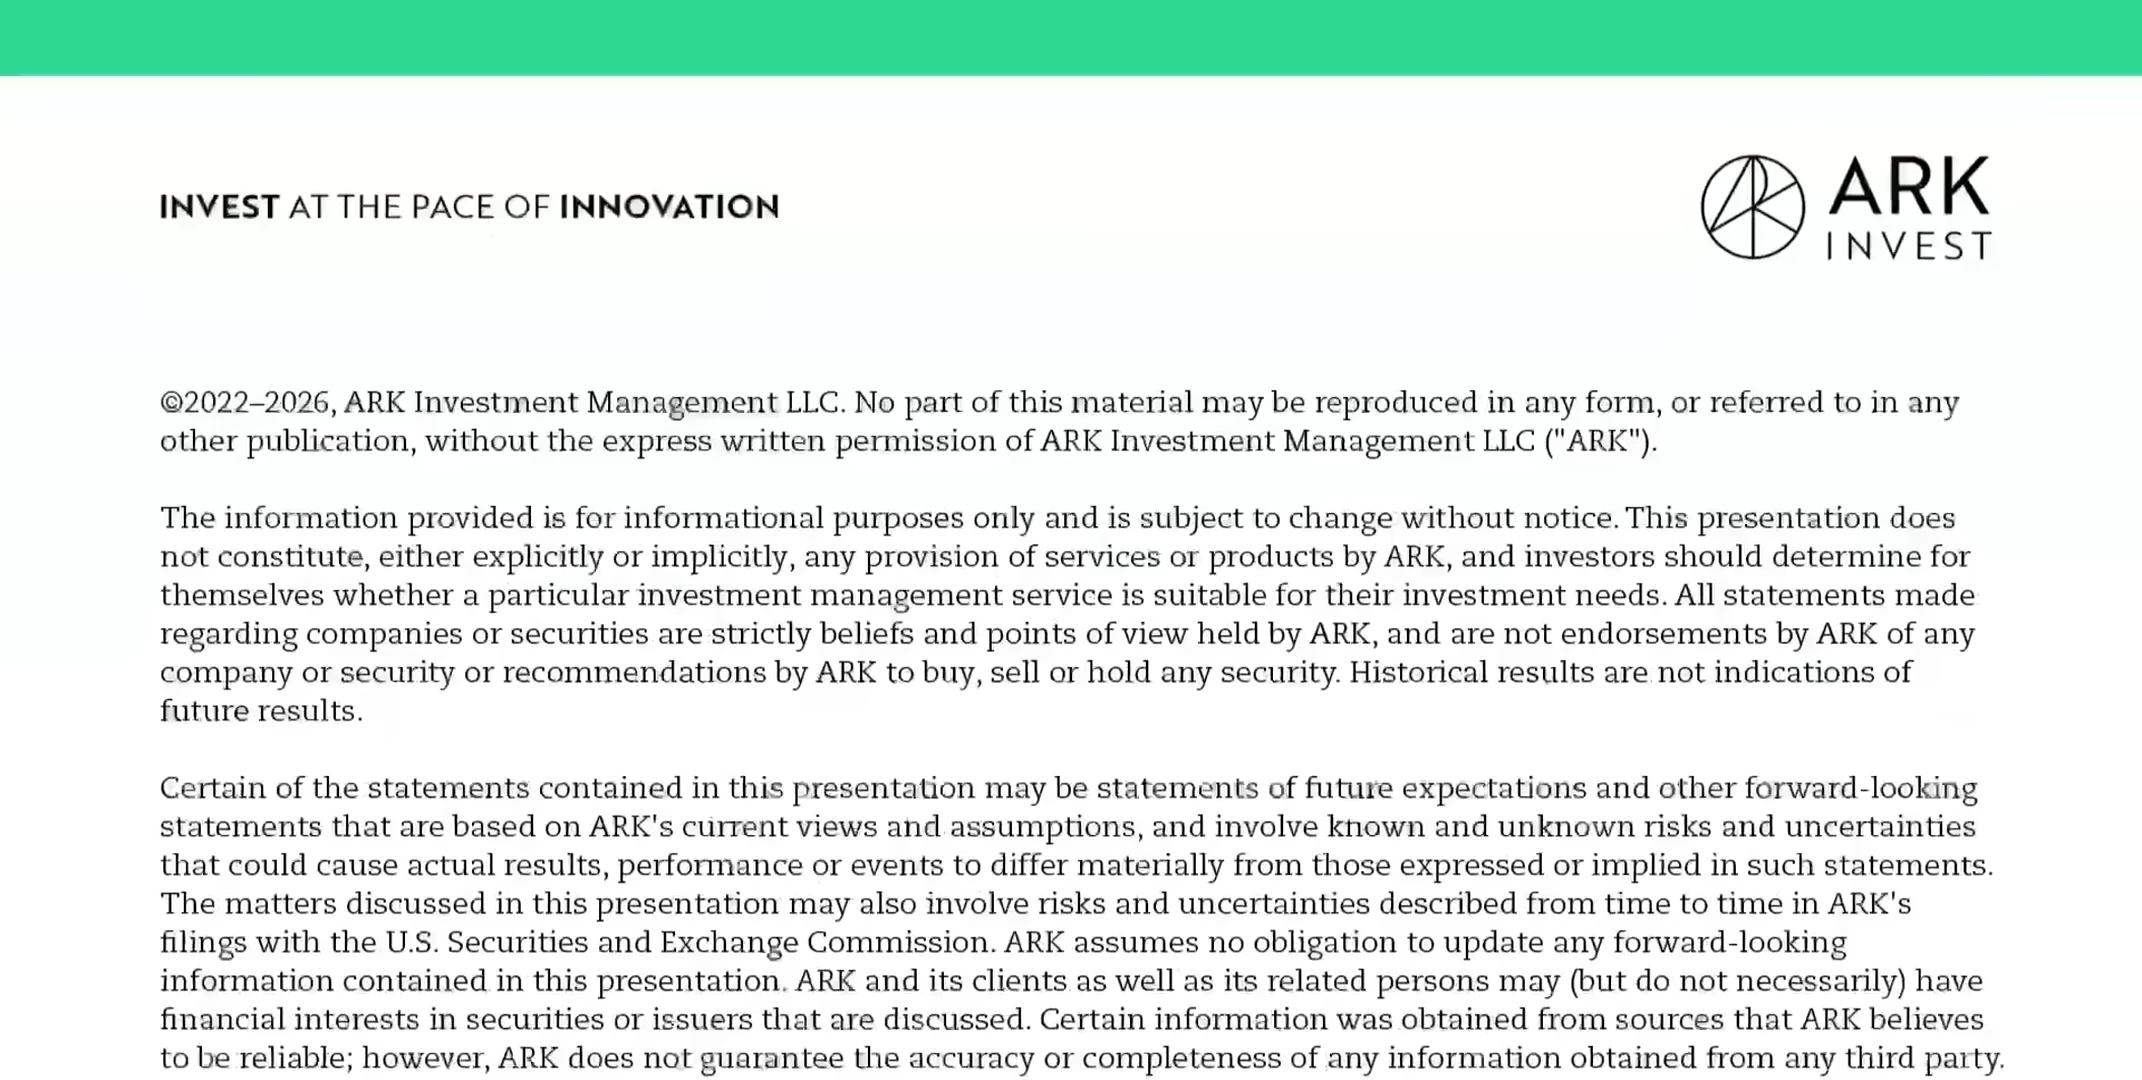 INVEST AT THE PACE OF INNOVATION
ARK
INVEST
©2022–2026, ARK Investment Management LLC. No part of this material may be reproduced in any form, or referred to in any
other publication, without the express written permission of ARK Investment Management LLC ("ARK").
The information provided is for informational purposes only and is subject to change without notice. This presentation does
not constitute, either explicitly or implicitly, any provision of services or products by ARK, and investors should determine for
themselves whether a particular investment management service is suitable for their investment needs. All statements made
regarding companies or securities are strictly beliefs and points of view held by ARK, and are not endorsements by ARK of any
company or security or recommendations by ARK to buy, sell or hold any security. Historical results are not indications of
future results.
Certain of the statements contained in this presentation may be statements of future expectations and other forward-looking
statements that are based on ARK's current views and assumptions, and involve known and unknown risks and uncertainties
that could cause actual results, performance or events to differ materially from those expressed or implied in such statements.
The matters discussed in this presentation may also involve risks and uncertainties described from time to time in ARK's
filings with the U.S. Securities and Exchange Commission. ARK assumes no obligation to update any forward-looking
information contained in this presentation. ARK and its clients as well as its related persons may (but do not necessarily) have
financial interests in securities or issuers that are discussed. Certain information was obtained from sources that ARK believes
to be reliable; however, ARK does not guarantee the accuracy or completeness of any information obtained from any third party.